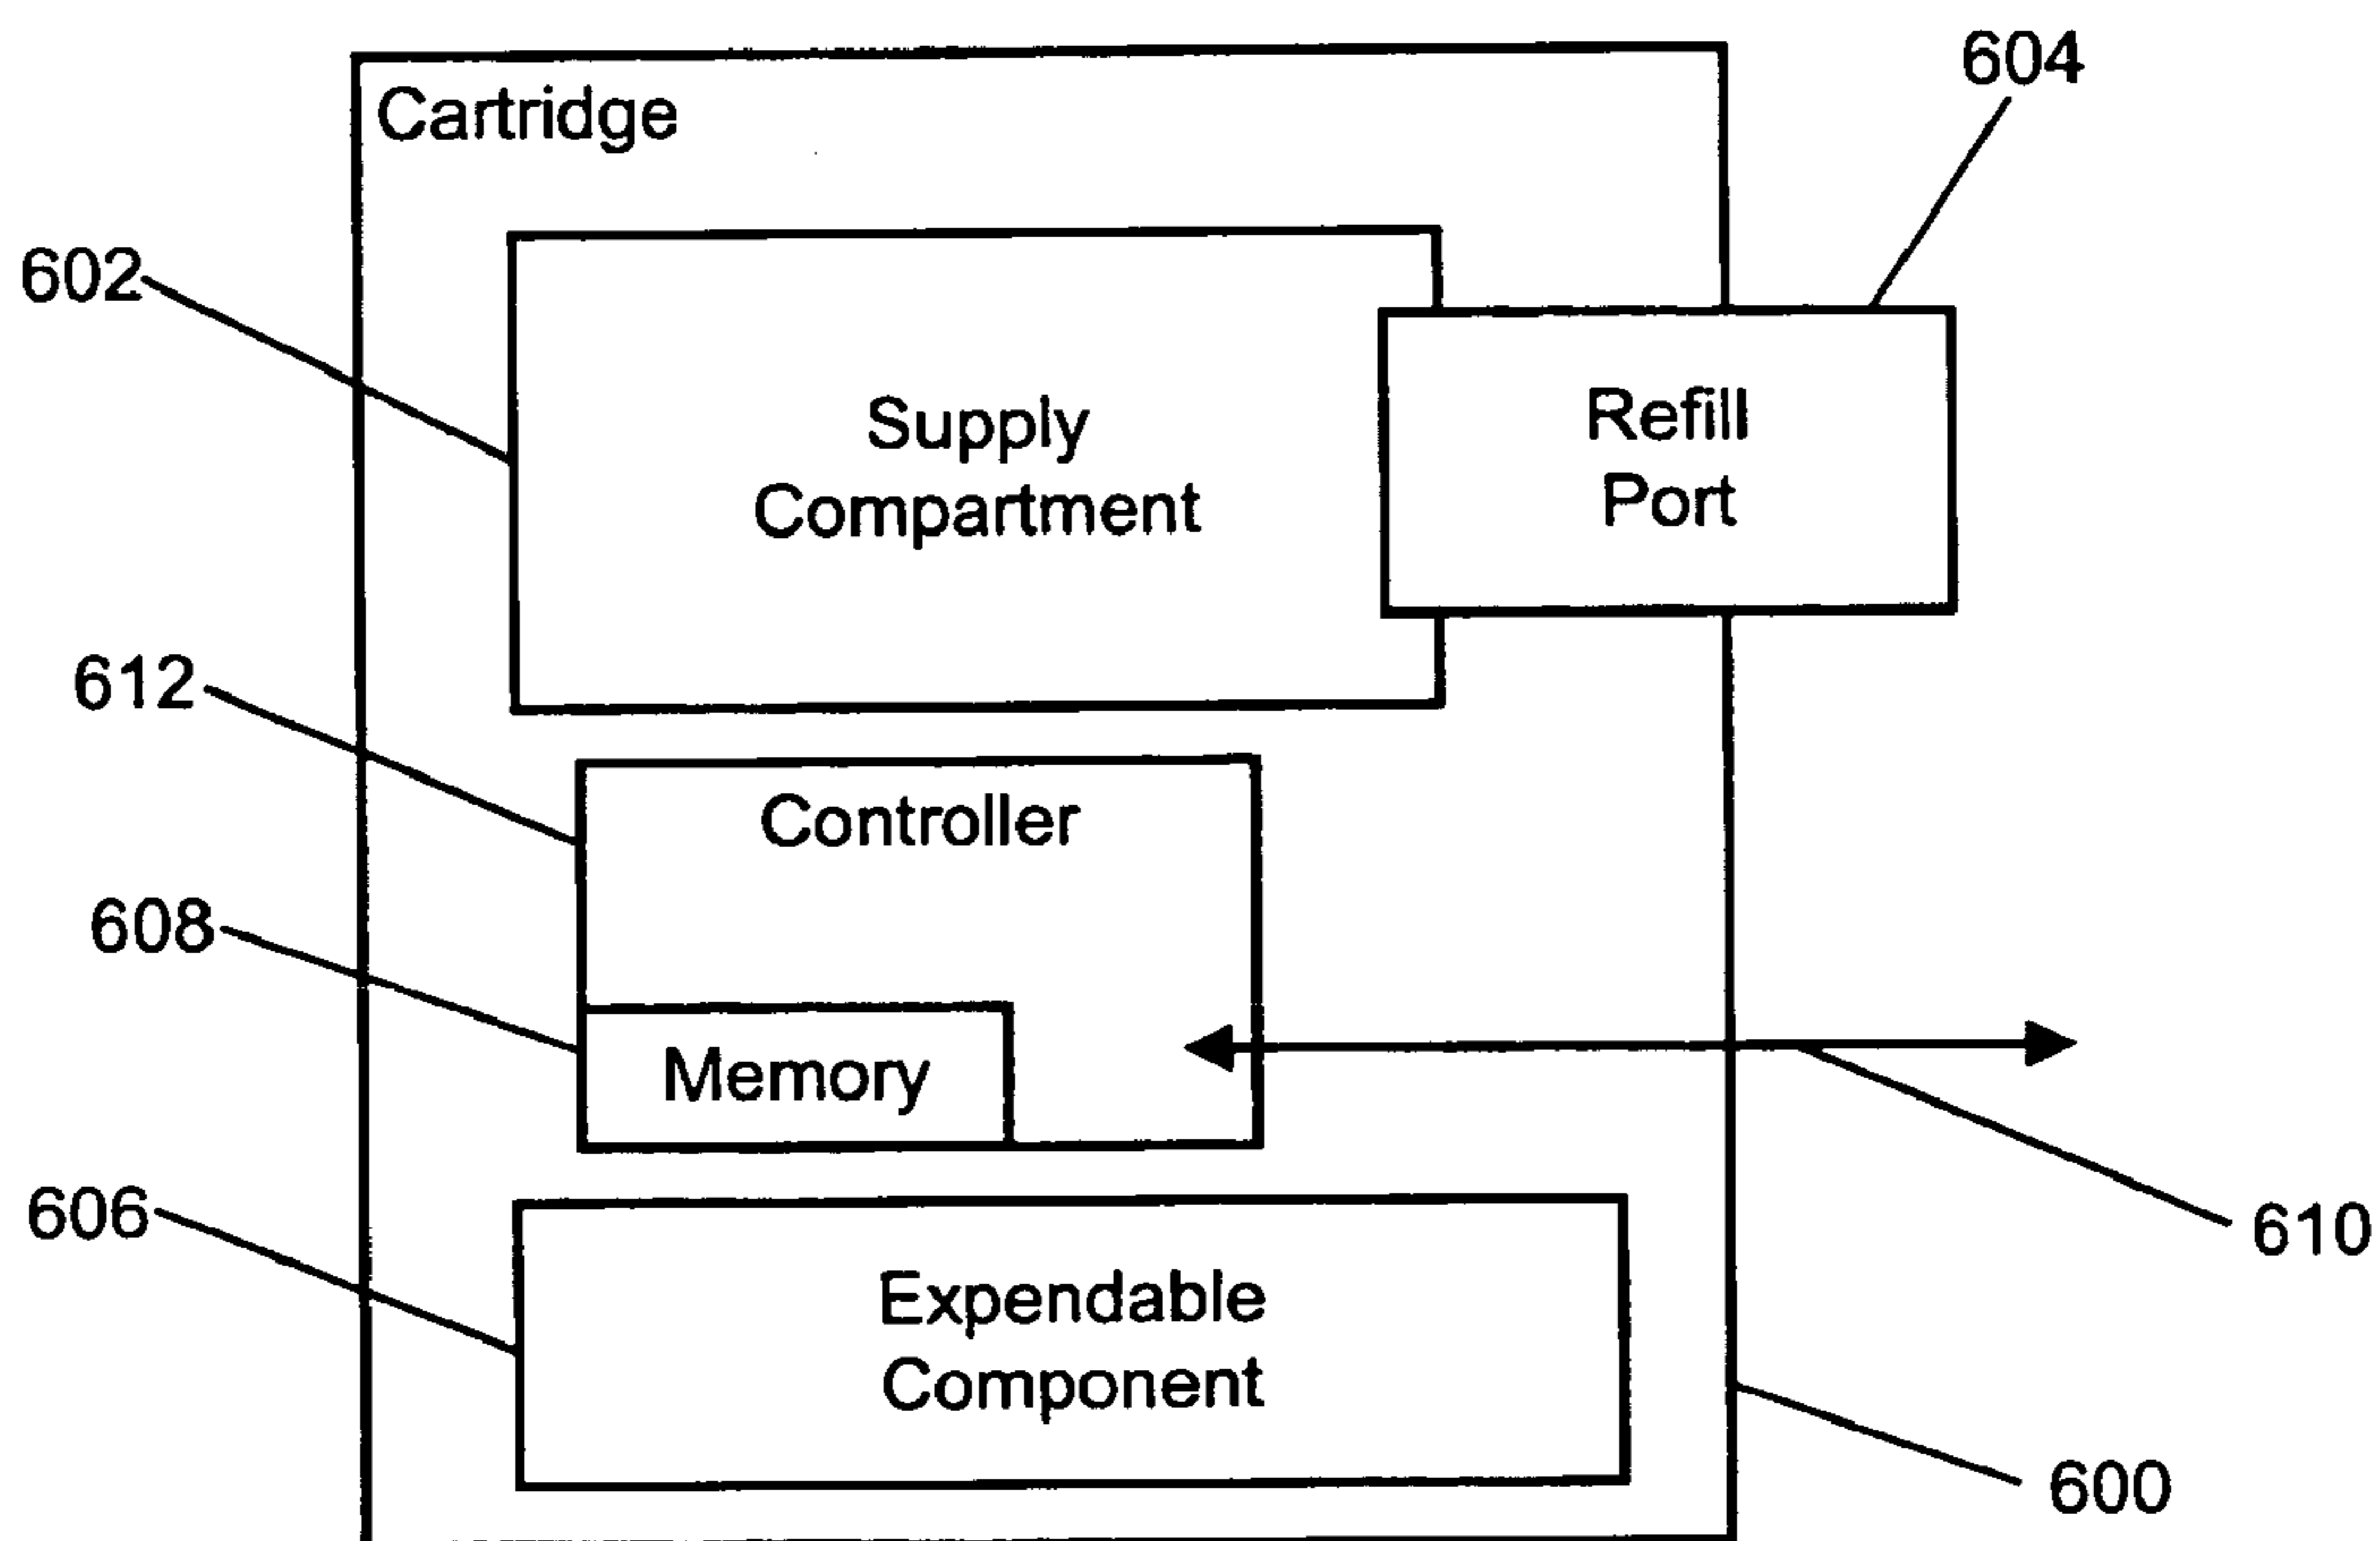 604
Cartridge
602
Supply
Compartment
Refill
Port
612
Controller
608
Memory
606
Expendable
Component
610
600